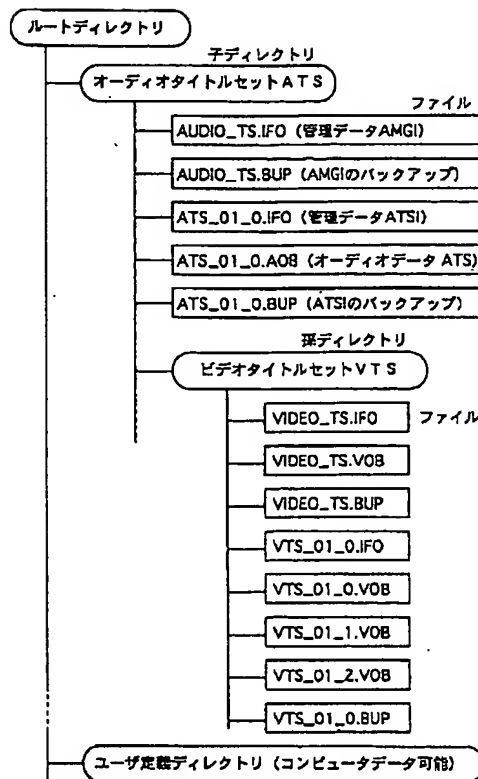 ルートディレクトリ
子ディレクトリ
オーディオタイトルセットATS
ファイル
AUDIO_TS.IFO (管理データAMGI)
AUDIO_TS.BUP (AMGIのバックアップ)
ATS_01_0.IFO (管理データATSI)
ATS_01_0.AOB (オーディオデータ ATS)
ATS_01_0.BUP (ATSIのバックアップ)
孫ディレクトリ
ビデオタイトルセットVTS
VIDEO_TS.IFO ファイル
VIDEO_TS.VOB
VIDEO_TS.BUP
VTS_01_0.IFO
VTS_01_0.VOB
VTS_01_1.VOB
VTS_01_2.VOB
VTS_01_0.BUP
ユーザ定義ディレクトリ (コンピュータデータ可能)